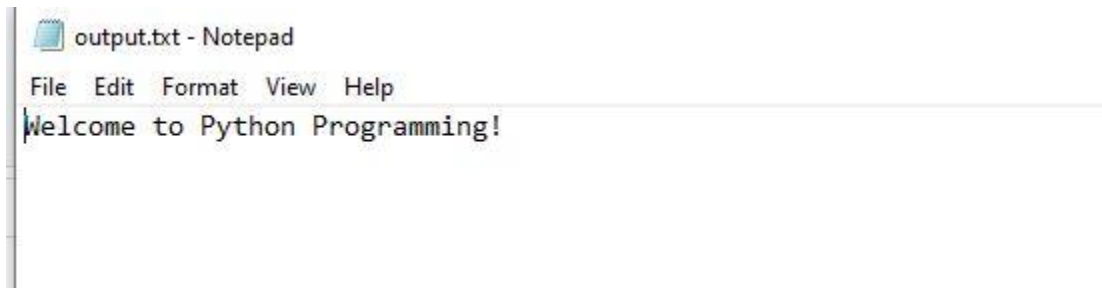 output.txt - Notepad
File Edit Format View Help
Welcome to Python Programming!